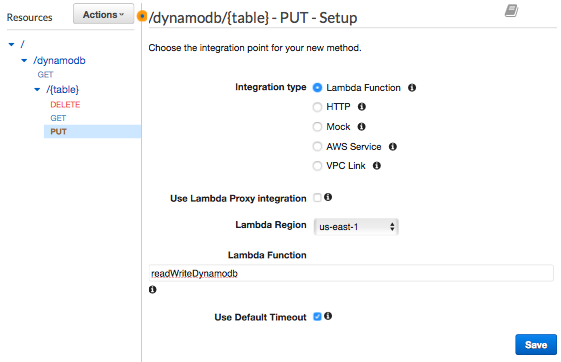 Resources
Actions
/
/dynamodb
GET
/{table}
DELETE
GET
PUT
/dynamodb/{table} - PUT - Setup
Choose the integration point for your new method.
Integration type
Lambda Function
HTTP
Mock
AWS Service
VPC Link
Use Lambda Proxy integration
Lambda Region us-east-1
Lambda Function
readWriteDynamodb
Use Default Timeout
Save